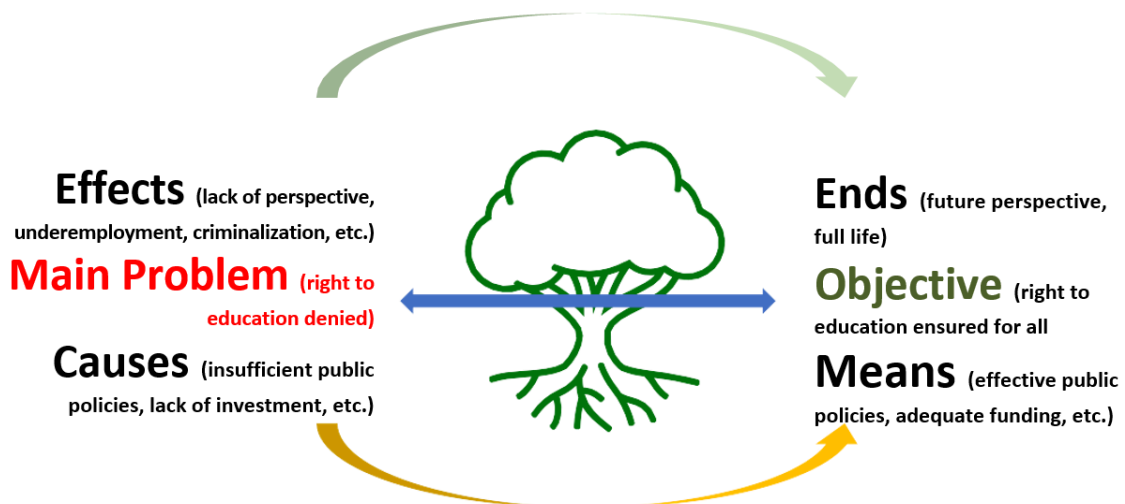 Effects (lack of perspective,
underemployment, criminalization, etc.)
Main Problem (right to
education denied)
Causes (insufficient public
policies, lack of investment, etc.)
Ends (future perspective,
full life)
Objective (right to
education ensured for all
Means (effective public
policies, adequate funding, etc.)